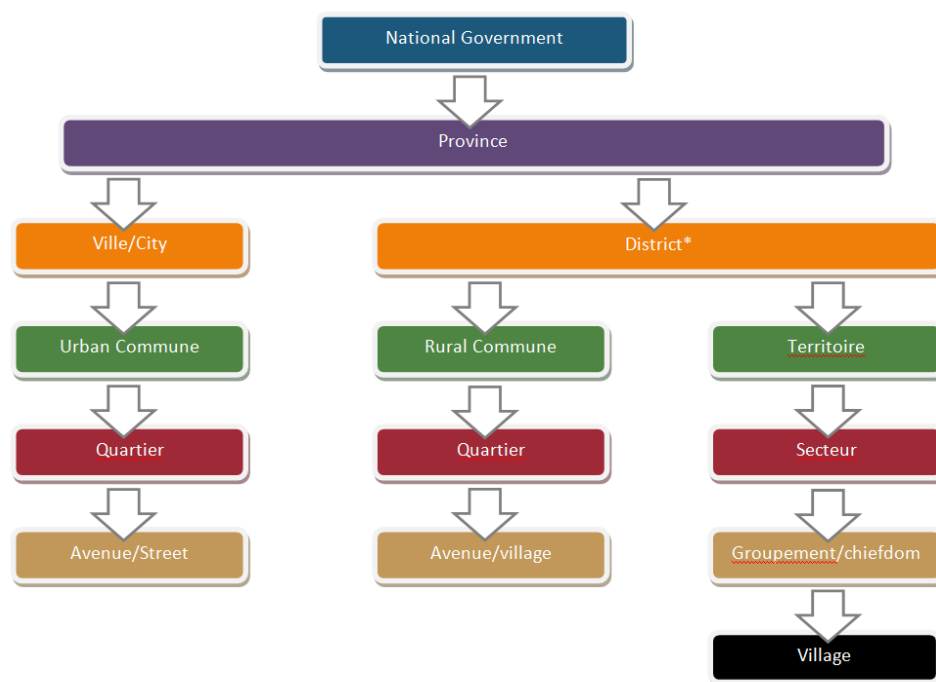 National Government
Province
Ville/City
District*
Urban Commune
Rural Commune
Territoire
Quartier
Quartier
Secteur
Avenue/Street
Avenue/village
Groupement/chiefdom
Village